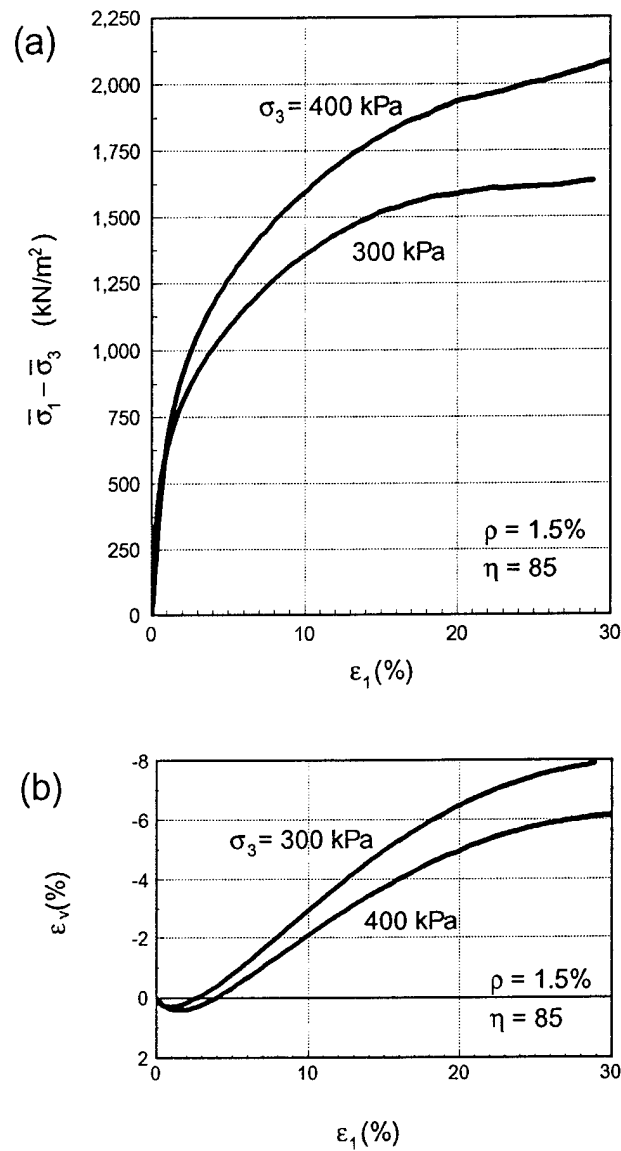 (a)
2,250
2,000
1,750
1,500
1,250
1,000
750
500
250
0
σ̅₁ – σ̅₃ (kN/m²)
σ₃ = 400 kPa
300 kPa
ρ = 1.5%
η = 85
0 10 20 30
ε₁(%)
(b)
-8
-6
-4
-2
0
2
εᵥ(%)
σ₃= 300 kPa
400 kPa
ρ = 1.5%
η = 85
0 10 20 30
ε₁(%)